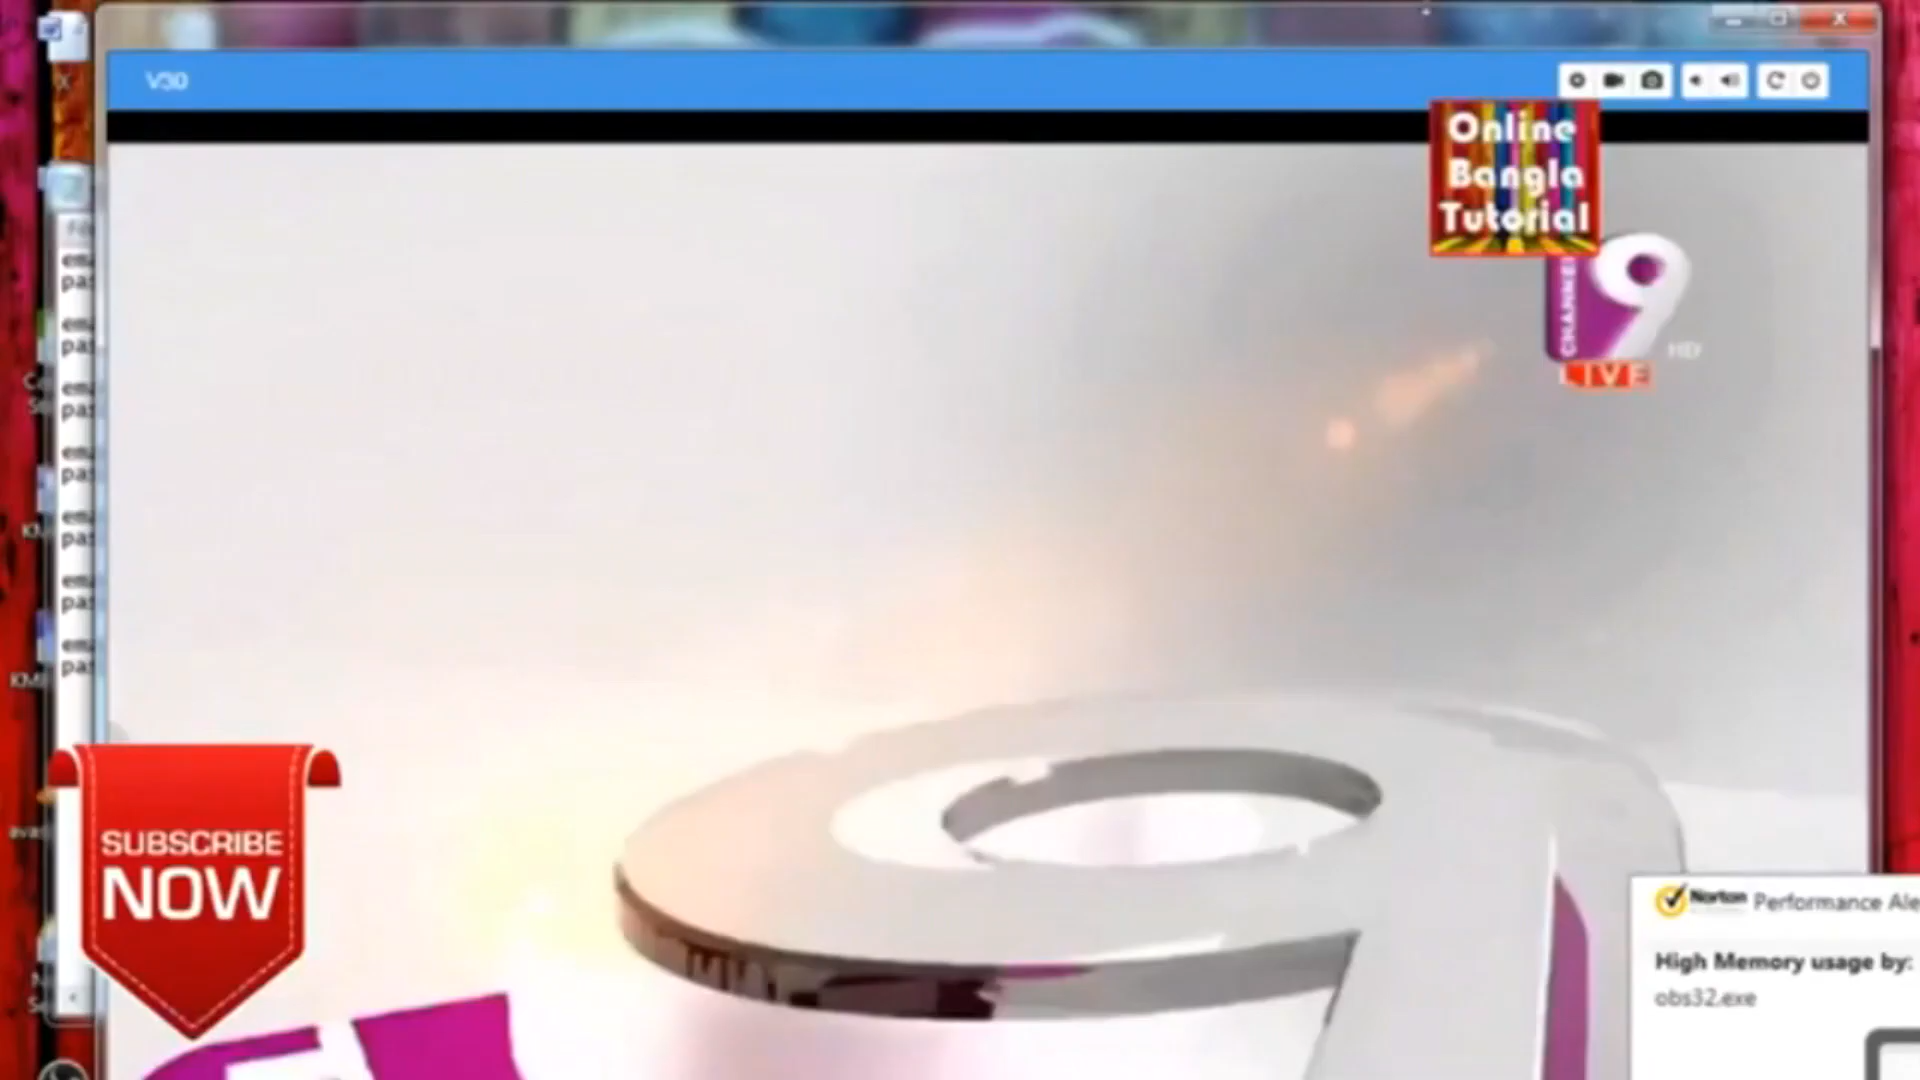 V30
Online
Bangla
Tutorial
CHANNEL
9
HD
LIVE
SUBSCRIBE
NOW
Norton Performance Ale
High Memory usage by:
obs32.exe